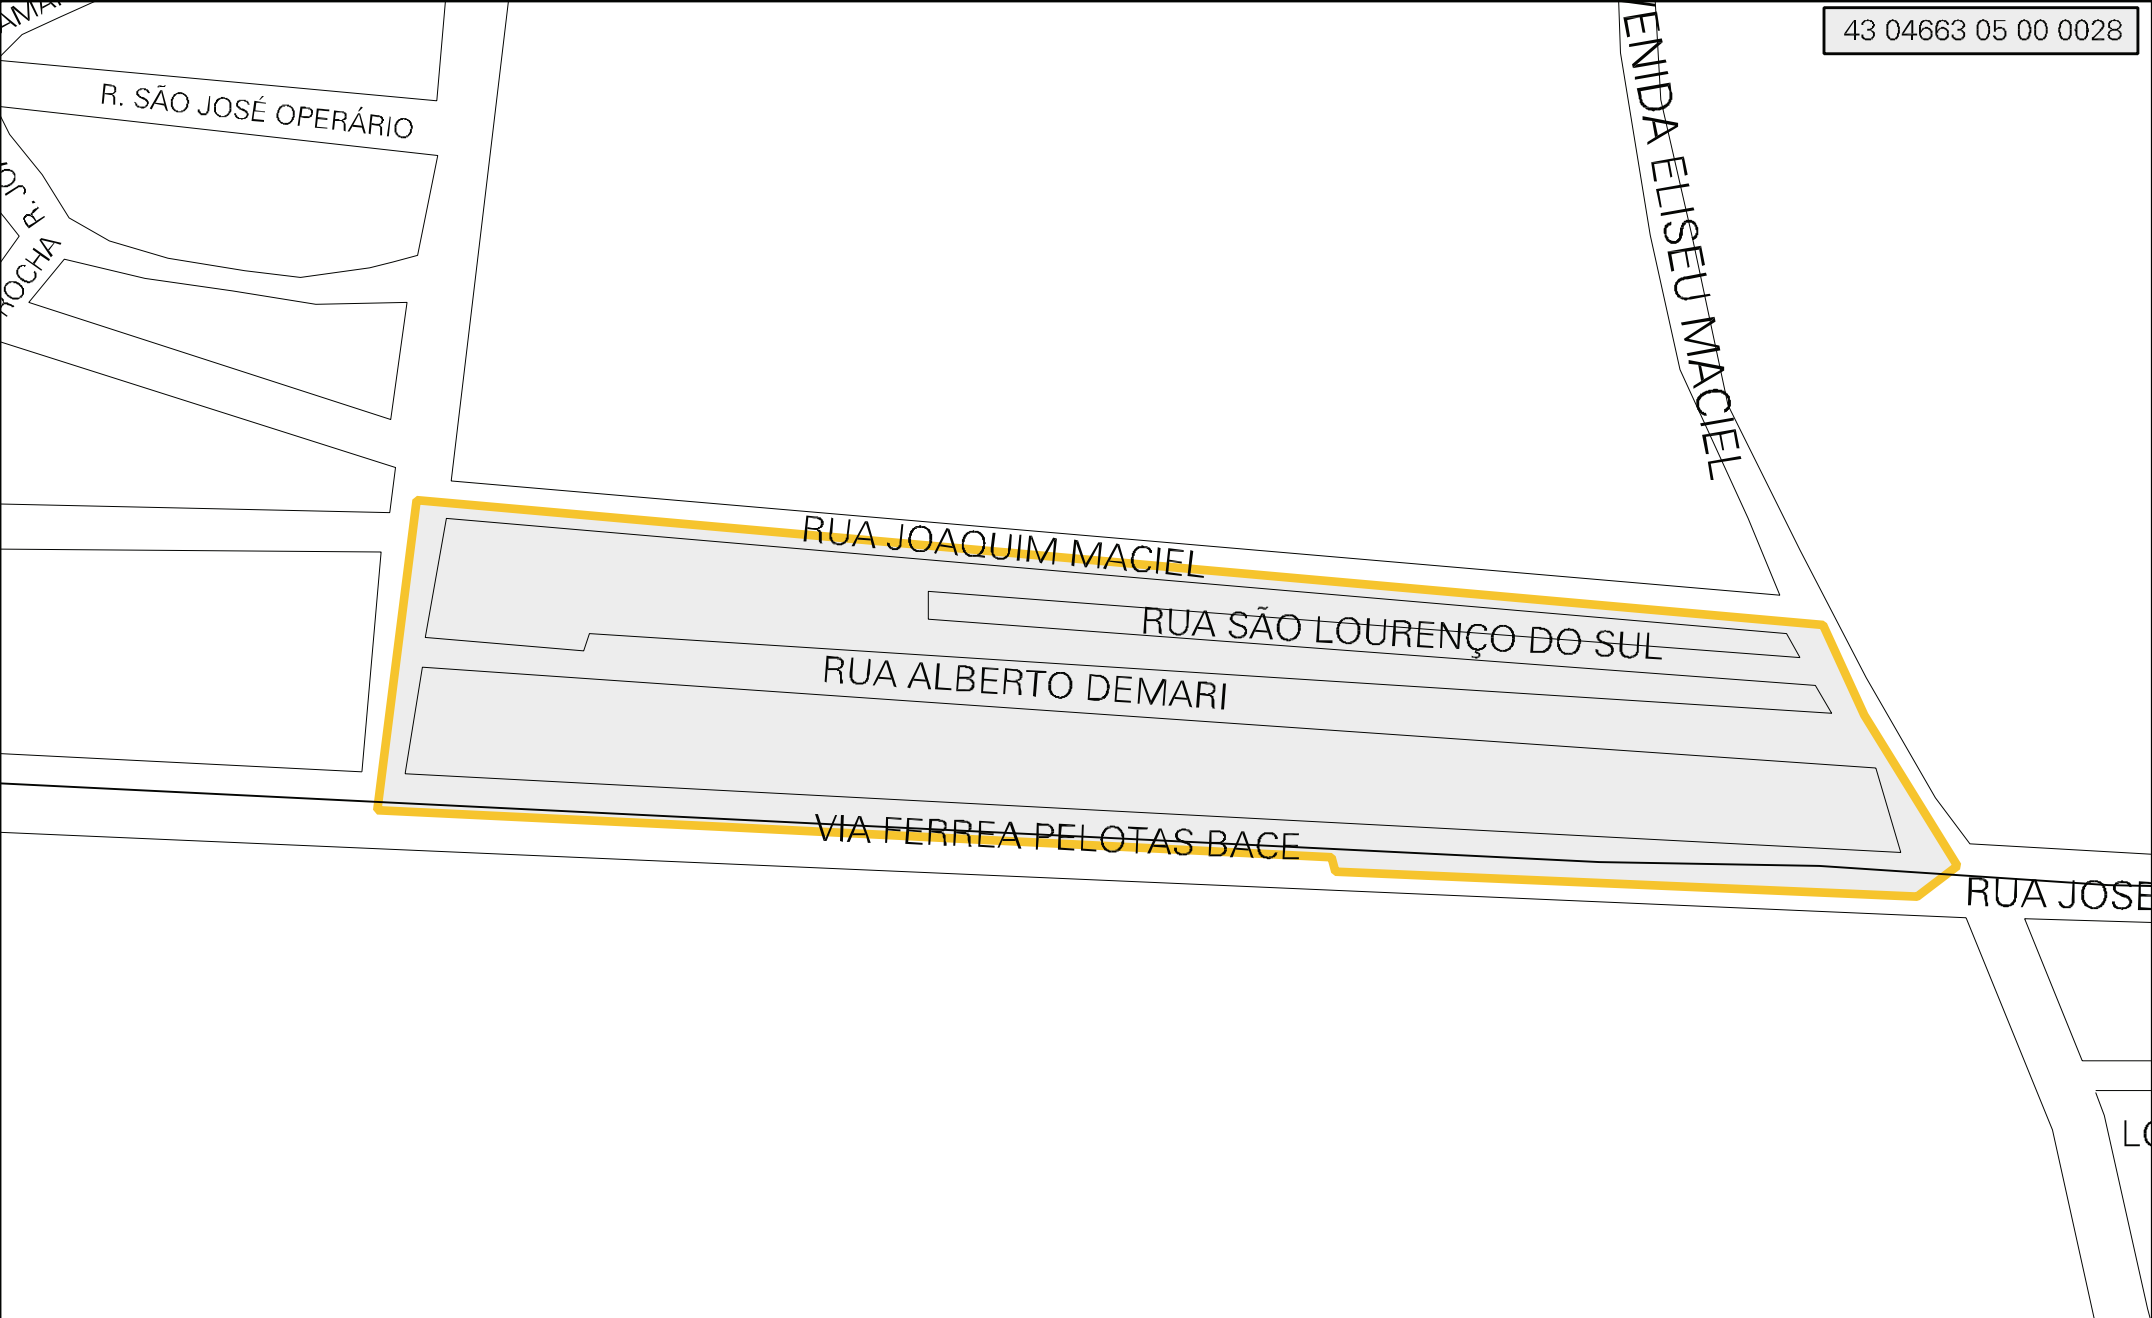 43 04663 05 00 0028
R. SÃO JOSÉ OPERÁRIO
R.
ROCHA
ENIDA ELISEU MACIEL
RUA JOAQUIM MACIEL
RUA SÃO LOURENÇO DO SUL
RUA ALBERTO DEMARI
VIA FERREA PELOTAS BACE
RUA JOSE